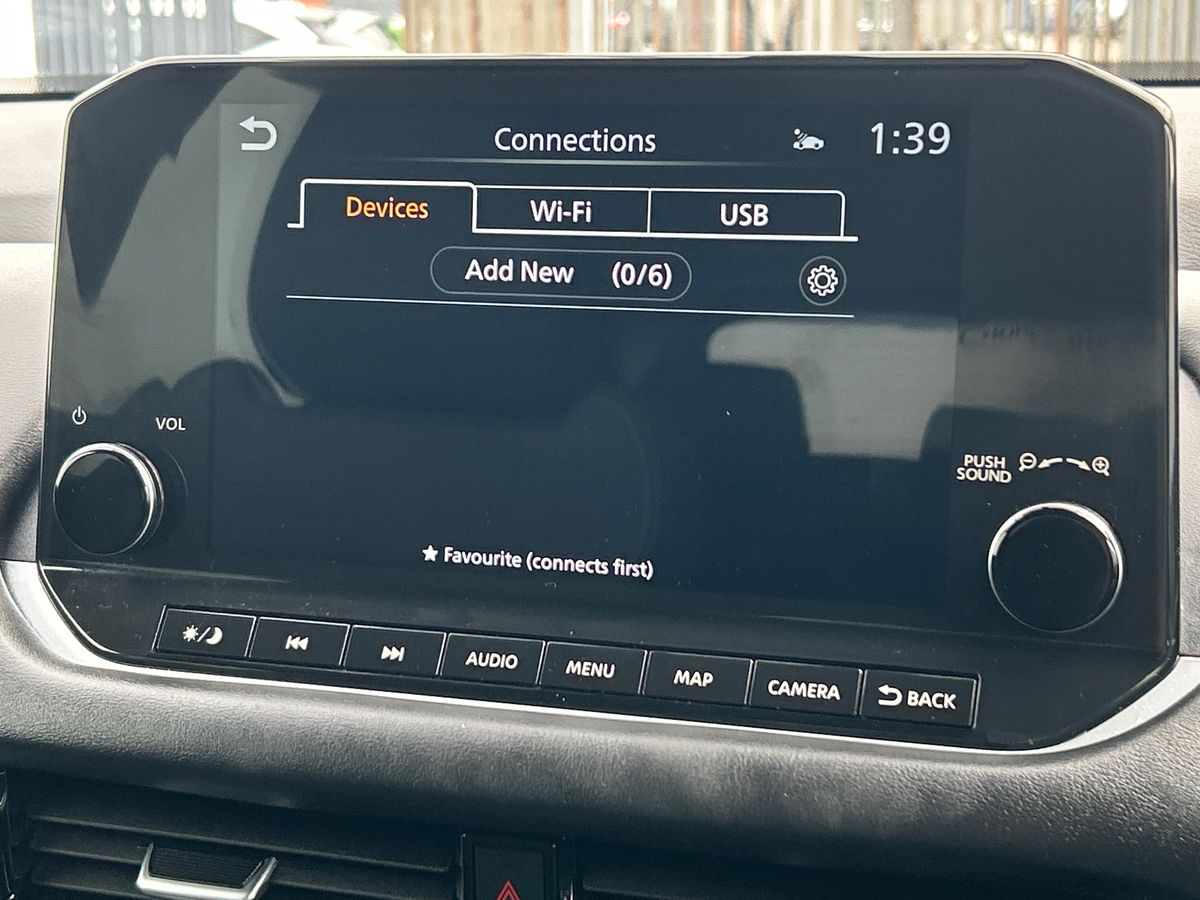 Connections
1:39
Devices
Wi-Fi
USB
Add New (0/6)
VOL
PUSH
SOUND
★ Favourite (connects first)
AUDIO
MENU
MAP
CAMERA
BACK